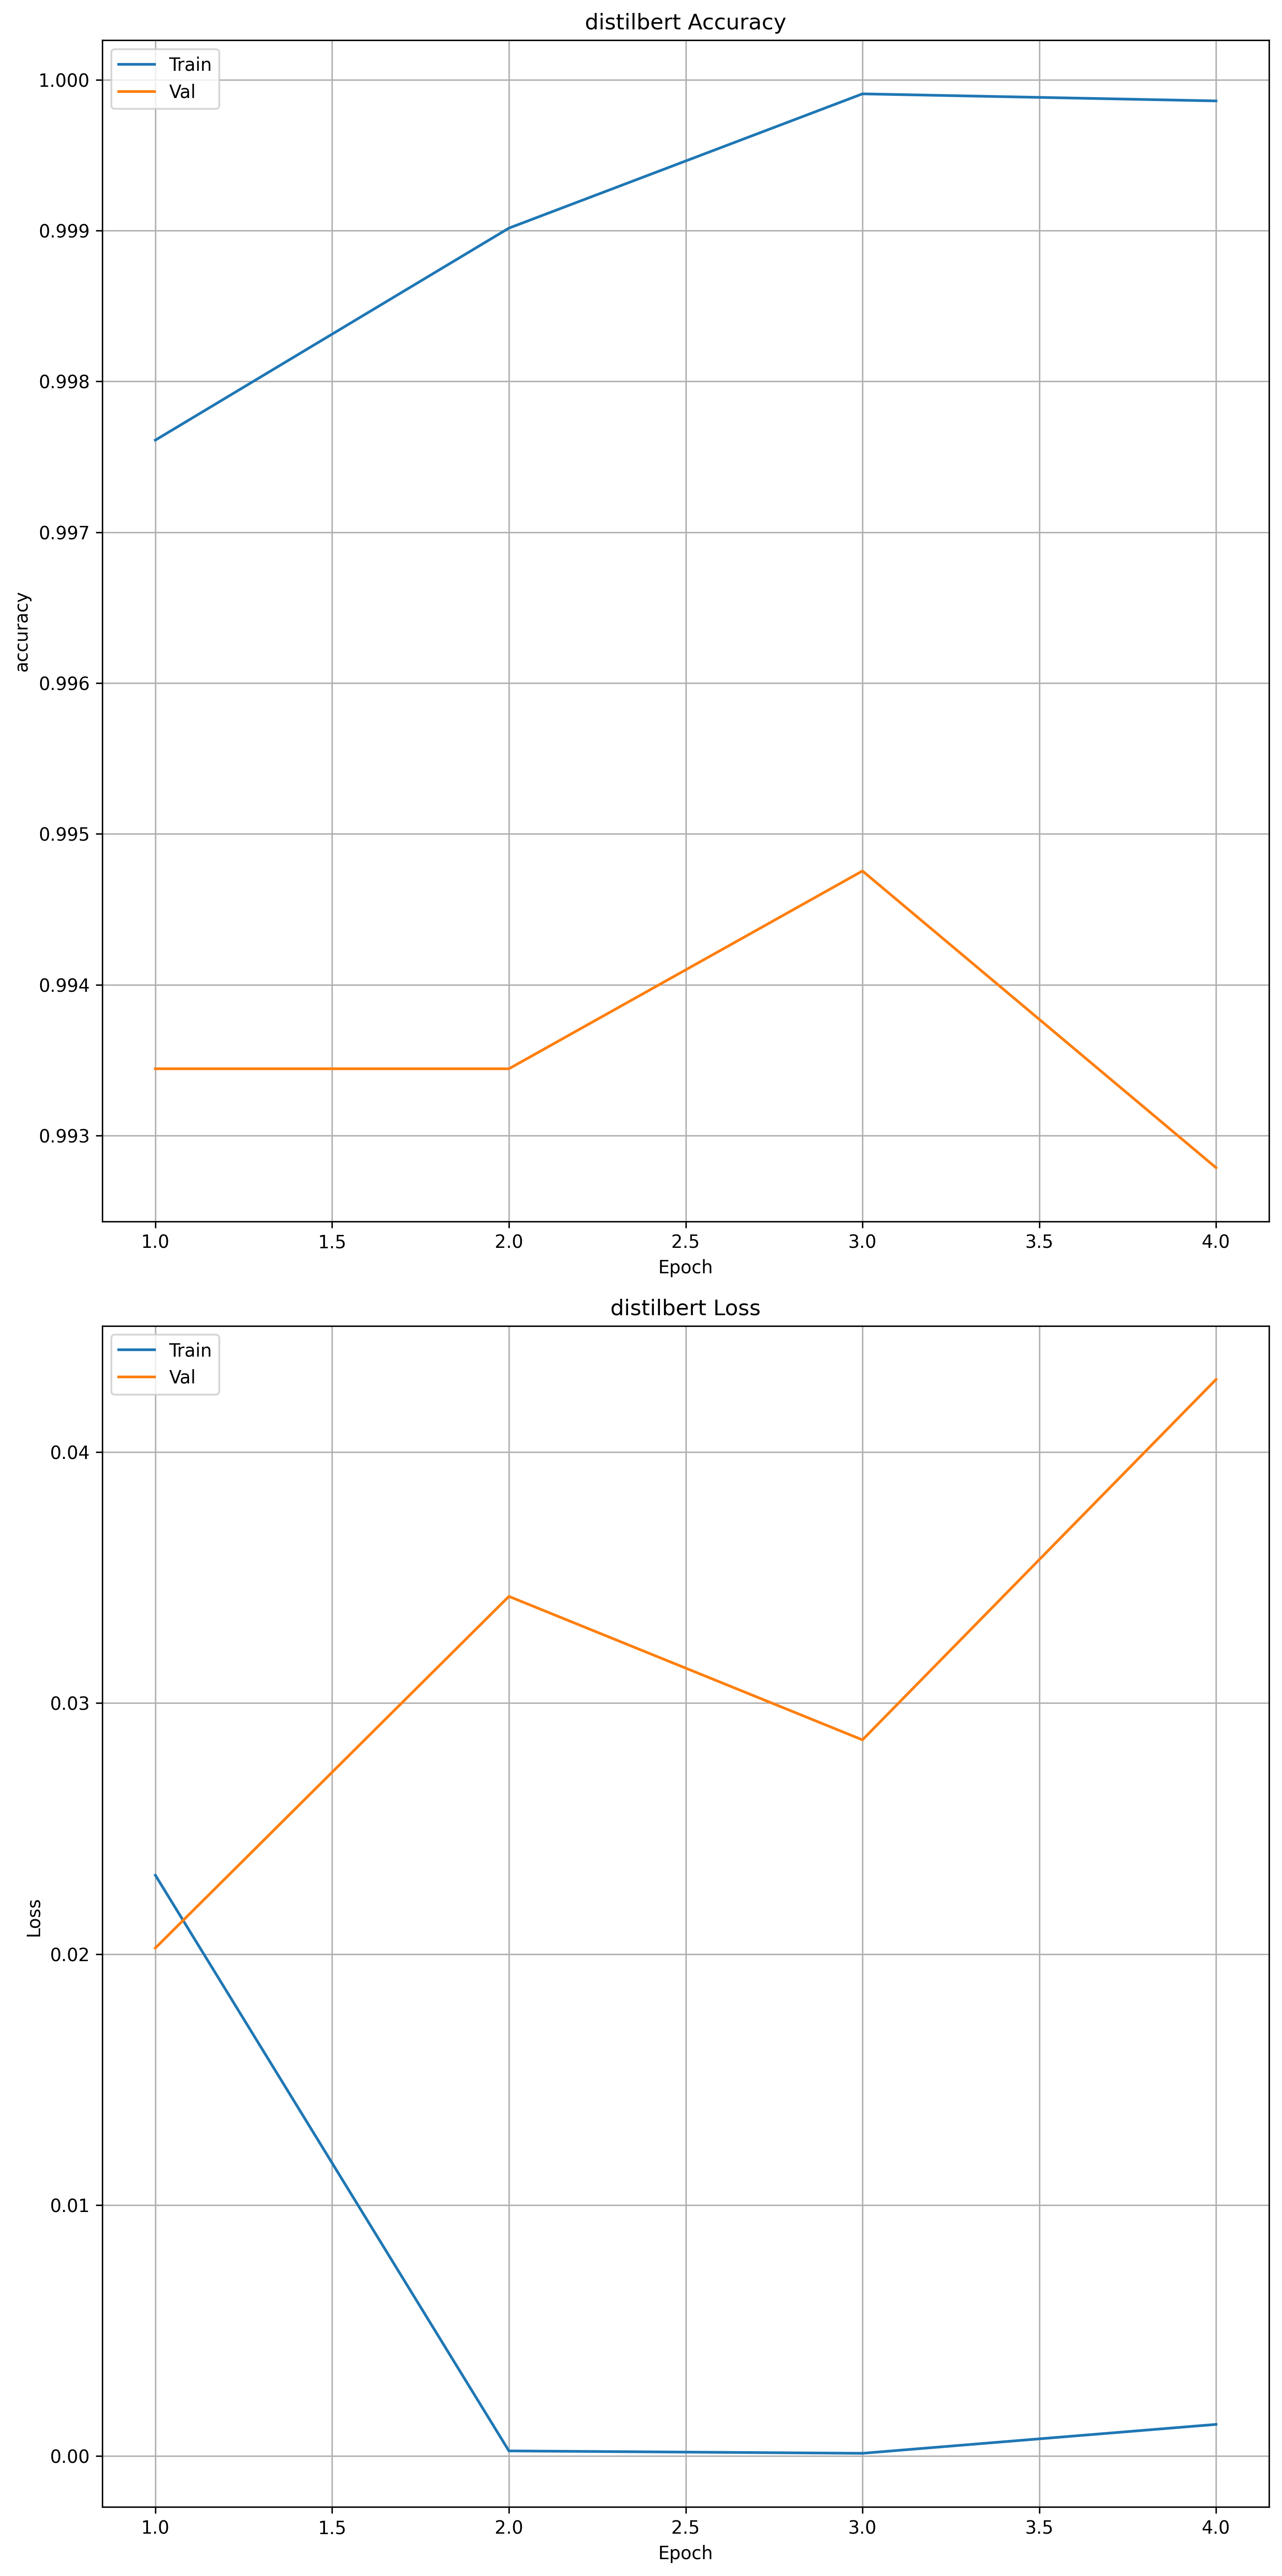 distilbert Accuracy
Train
Val
1.000
0.999
0.998
0.997
0.996
0.995
0.994
0.993
accuracy
1.0 1.5 2.0 2.5 3.0 3.5 4.0
Epoch
distilbert Loss
Train
Val
0.04
0.03
0.02
0.01
0.00
Loss
1.0 1.5 2.0 2.5 3.0 3.5 4.0
Epoch